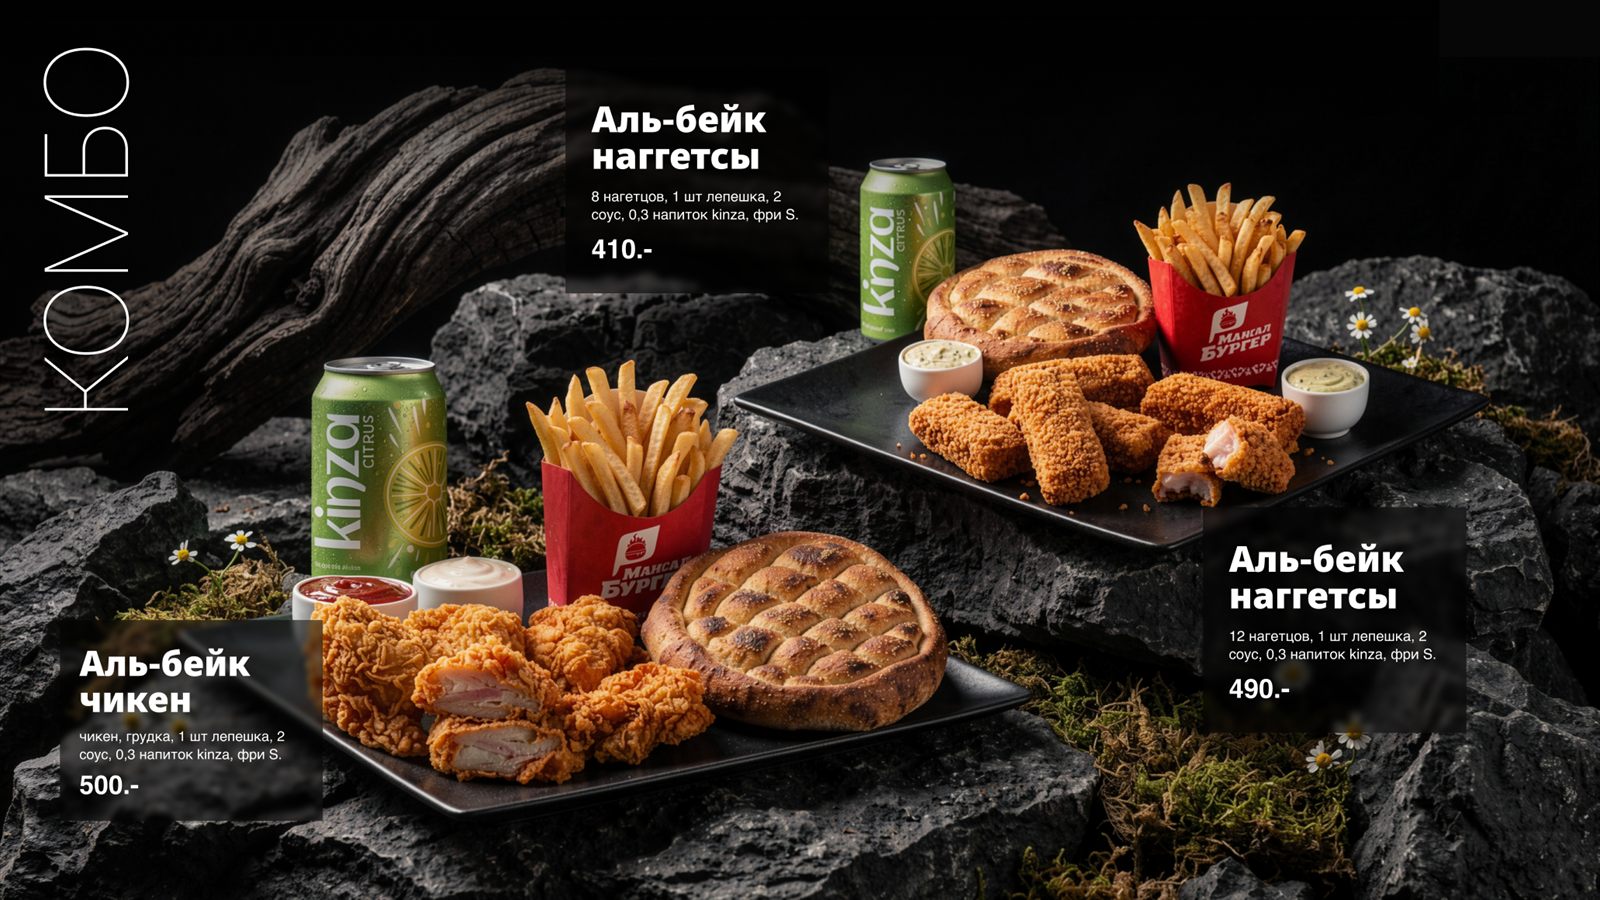 КОМБО
Аль-бейк
наггетсы
8 нагетцов, 1 шт лепешка, 2
соус, 0,3 напиток kinza, фри S.
410.-
kinza
CITRUS
МАНГАЛ
БУРГЕР
kinza
CITRUS
МАНГАЛ
БУРГЕР
Аль-бейк
наггетсы
12 нагетцов, 1 шт лепешка, 2
соус, 0,3 напиток kinza, фри S.
490.-
Аль-бейк
чикен
чикен, грудка, 1 шт лепешка, 2
соус, 0,3 напиток kinza, фри S.
500.-